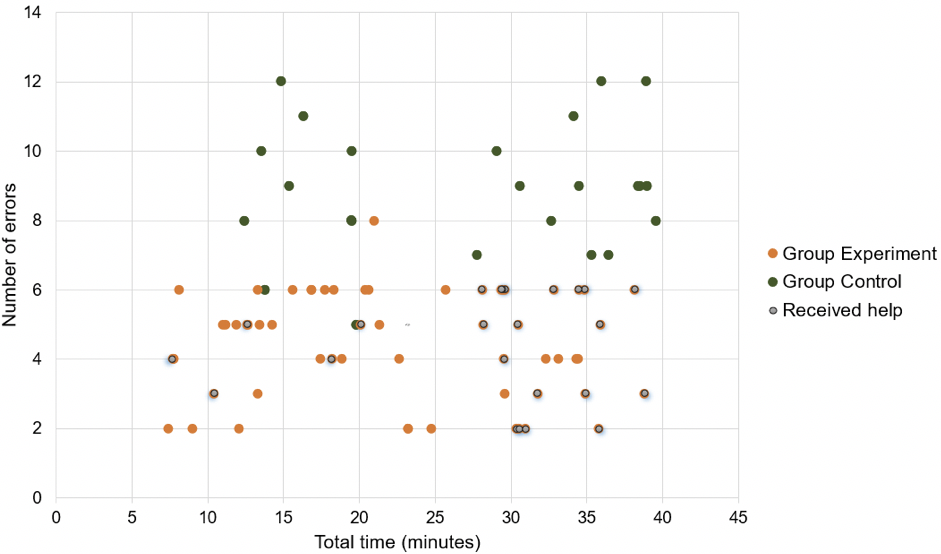 14
12
10
8
6
4
2
0
0 5 10 15 20 25 30 35 40 45
Number of errors
Total time (minutes)
Group Experiment
Group Control
Received help